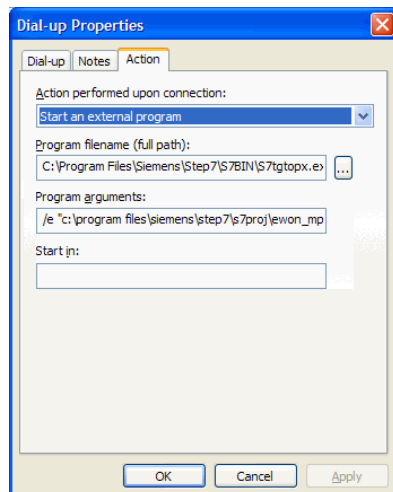 Dial-up Properties
Dial-up Notes Action
Action performed upon connection:
Start an external program
Program filename (full path):
C:\Program Files\Siemens\Step7\S7BIN\S7tgtopx.ex
...
Program arguments:
/e "c:\program files\siemens\step7\s7proj\ewon_mp
Start in:
OK Cancel Apply